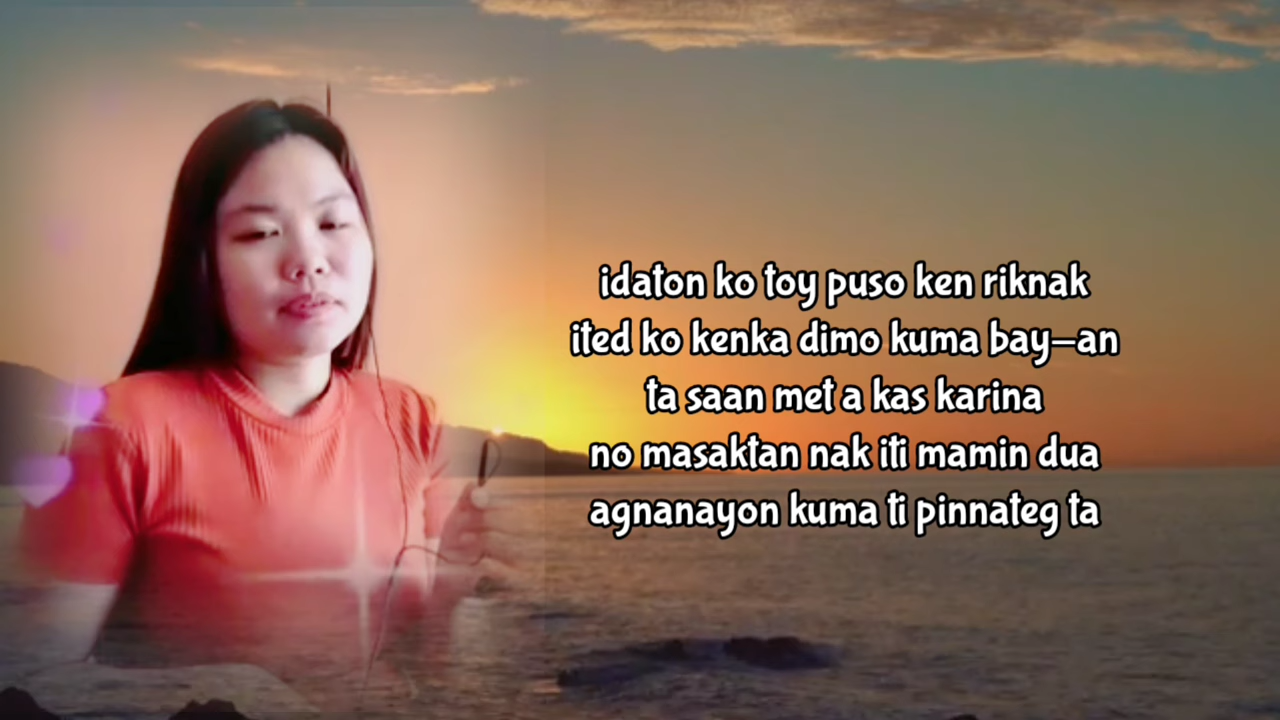 idaton ko toy puso ken riknak
ited ko kenka dimo kuma bay-an
ta saan met a kas karina
no masaktan nak iti mamin dua
agnanayon kuma ti pinnateg ta